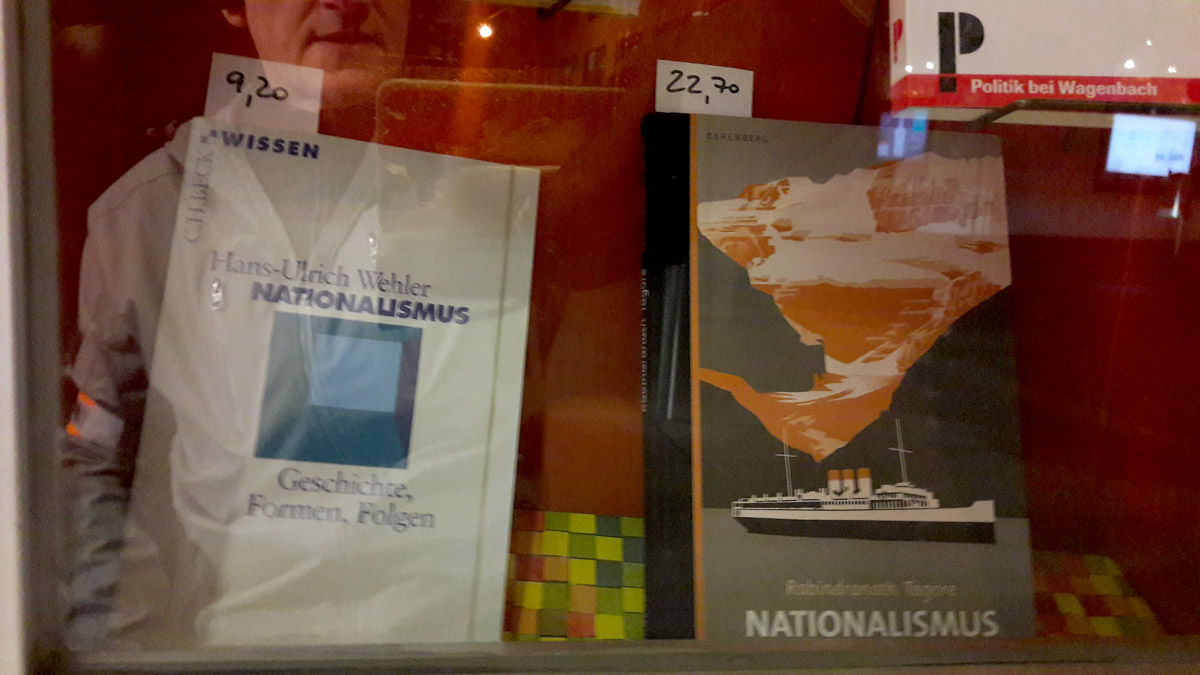 9,20
WISSEN
C.H.BECK
Hans-Ulrich Wehler
NATIONALISMUS
Geschichte,
Formen, Folgen
22,70
BERENBERG
Rabindranath Tagore
NATIONALISMUS
P
Politik bei Wagenbach